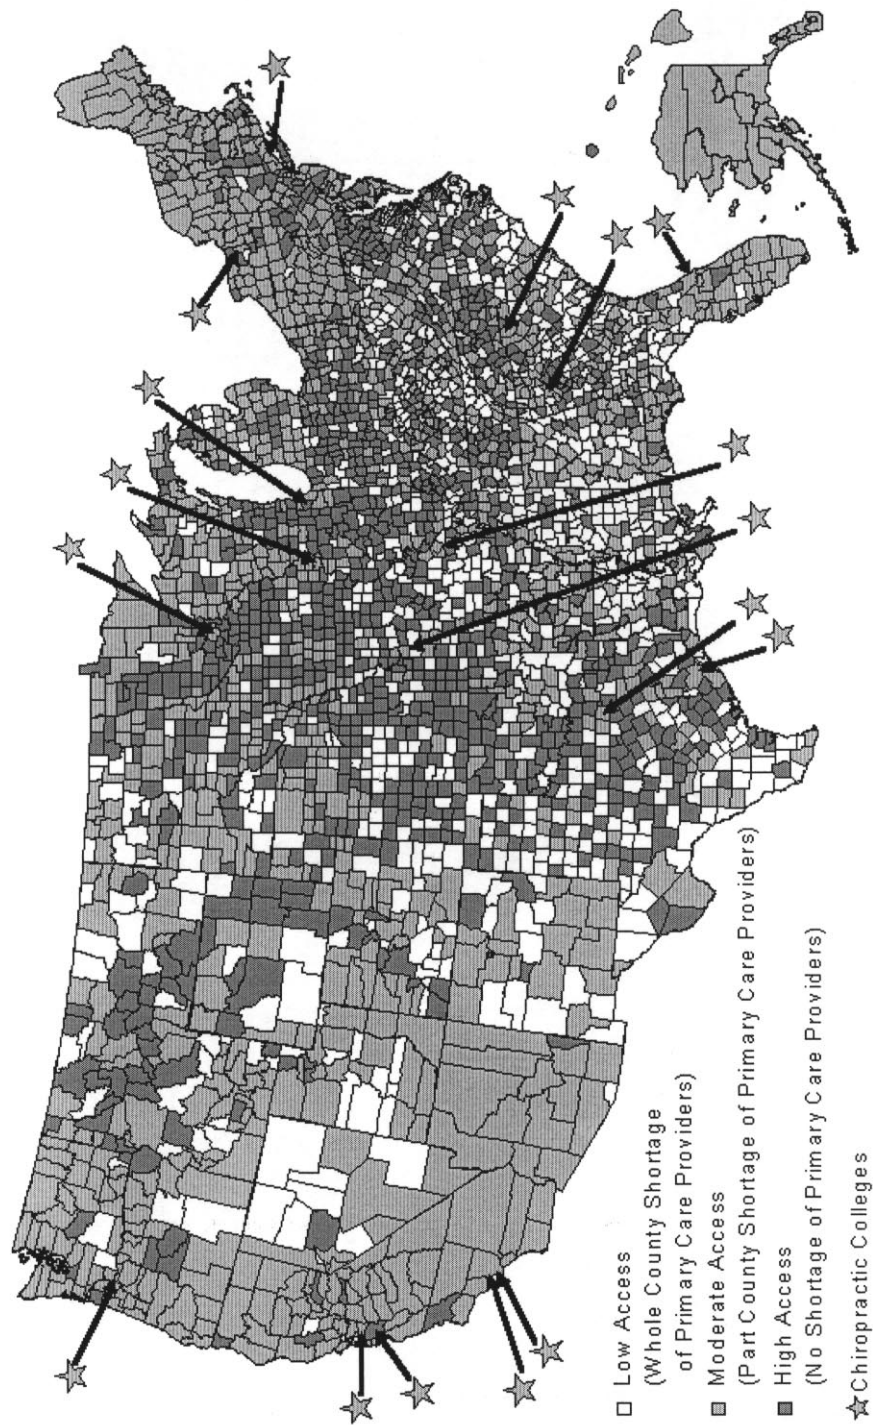 Low Access
(Whole County Shortage
of Primary Care Providers)
Moderate Access
(Part County Shortage of Primary Care Providers)
High Access
(No Shortage of Primary Care Providers)
Chiropractic Colleges